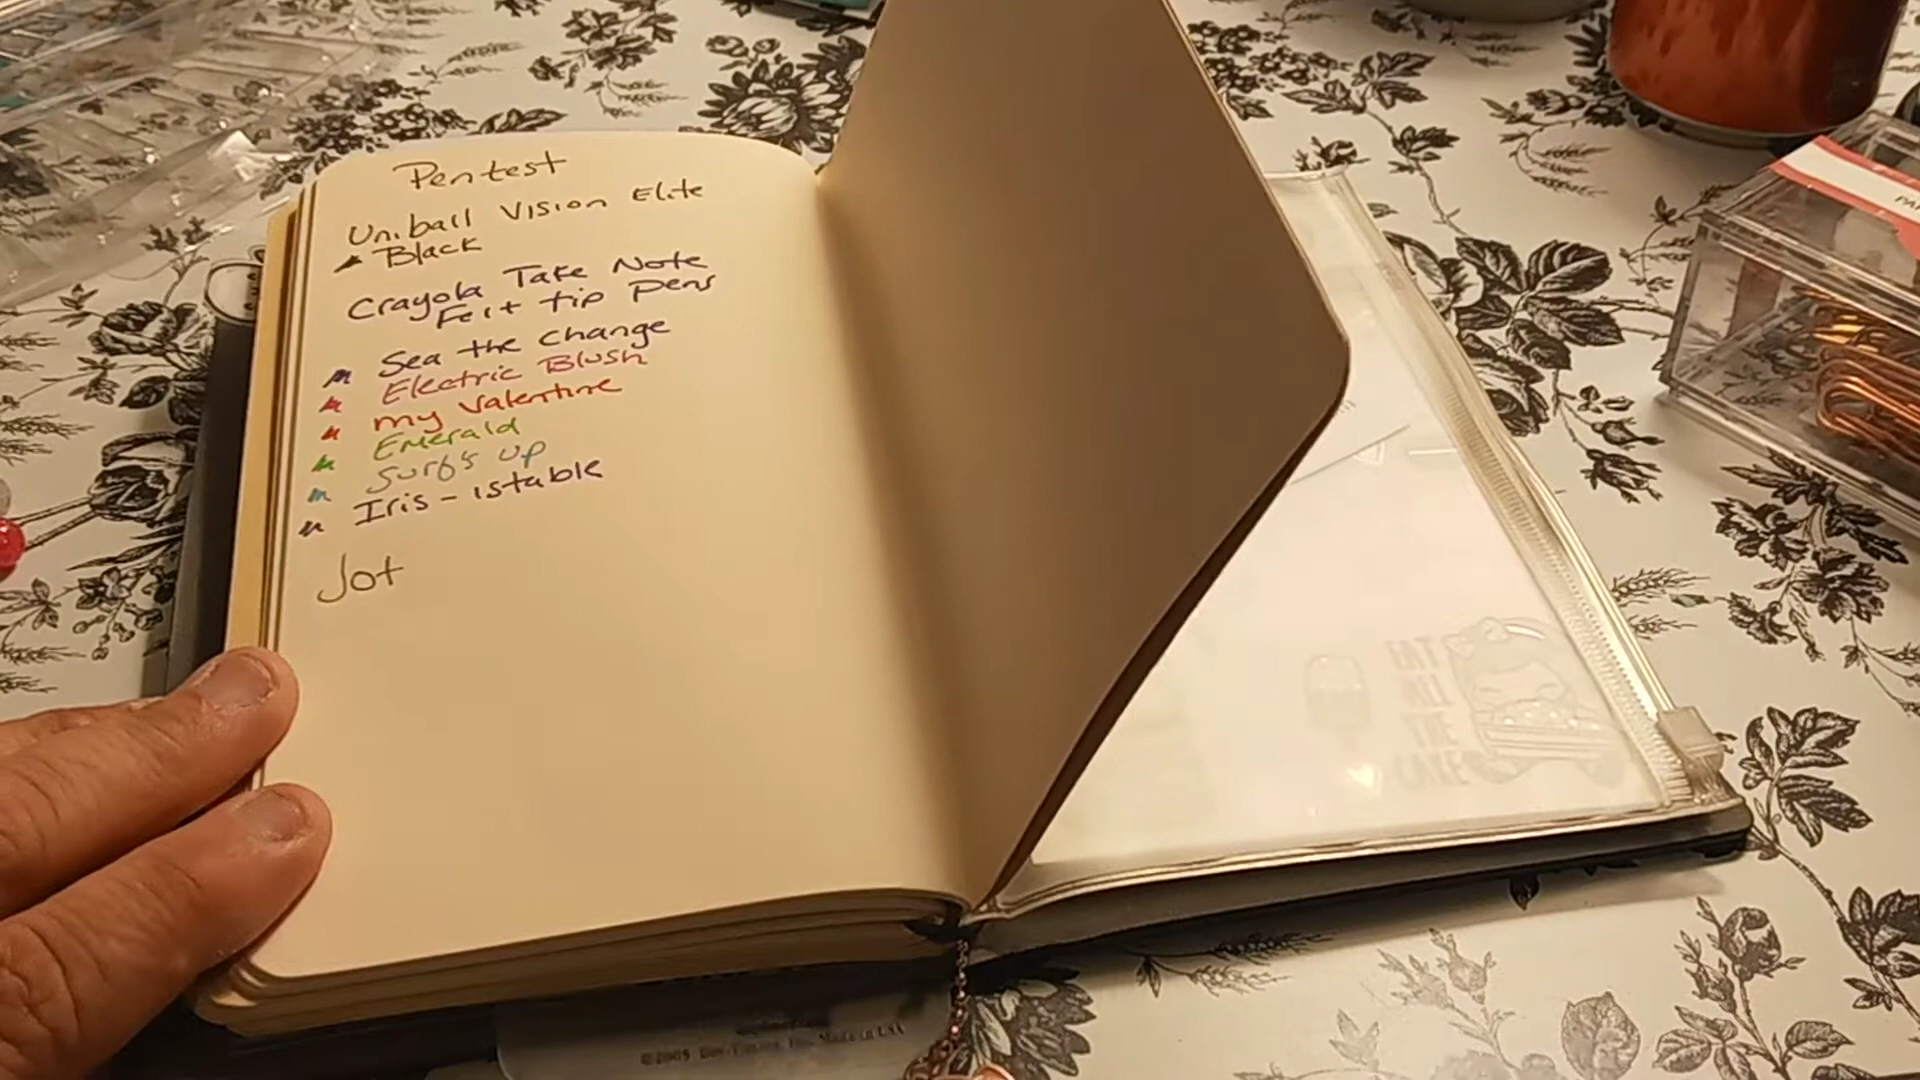 Pentest
Uniball Vision Elite
Black
Crayola Take Note
Felt tip Pens
Sea the Change
Electric Blush
My Valentine
Emerald
Surf's up
Iris-istable
Jot
EAT
ALL
THE
CAKE
Made in USA